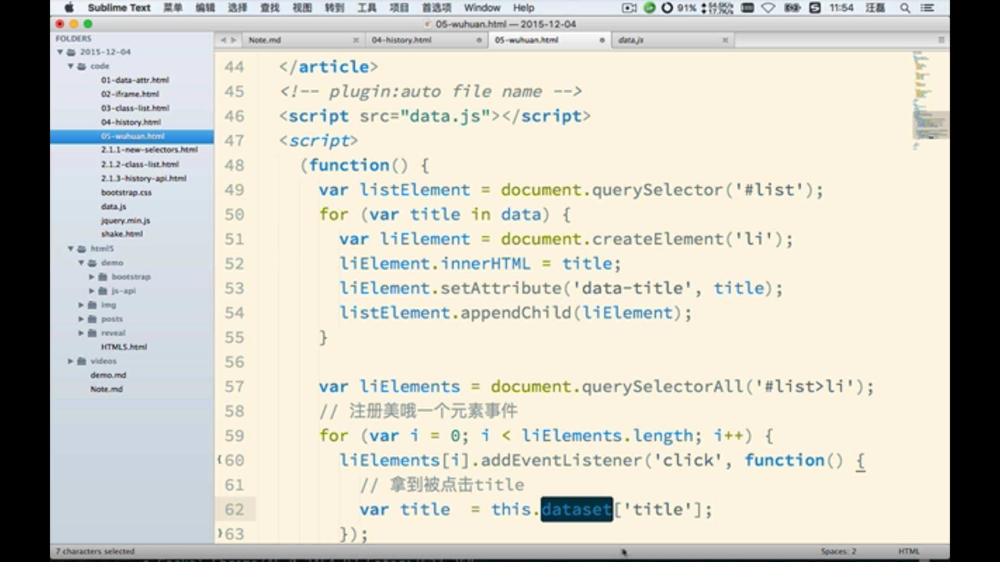 Sublime Text 菜单 编辑 选择 查找 视图 转到 工具 项目 首选项 Window Help 91% 11:54 汪磊
05-wuhuan.html — 2015-12-04
FOLDERS
2015-12-04
code
01-data-attr.html
02-iframe.html
03-class-list.html
04-history.html
05-wuhuan.html
2.1.1-new-selectors.html
2.1.2-class-list.html
2.1.3-history-api.html
bootstrap.css
data.js
jquery.min.js
shake.html
html5
demo
bootstrap
js-api
img
posts
reveal
HTML5.html
videos
demo.md
Note.md
Note.md 04-history.html 05-wuhuan.html data.js
44 </article>
45 <!-- plugin:auto file name -->
46 <script src="data.js"></script>
47 <script>
48 (function() {
49 var listElement = document.querySelector('#list');
50 for (var title in data) {
51 var liElement = document.createElement('li');
52 liElement.innerHTML = title;
53 liElement.setAttribute('data-title', title);
54 listElement.appendChild(liElement);
55 }
56
57 var liElements = document.querySelectorAll('#list>li');
58 // 注册美哦一个元素事件
59 for (var i = 0; i < liElements.length; i++) {
60 liElements[i].addEventListener('click', function() {
61 // 拿到被点击title
62 var title  = this.dataset['title'];
63 });
7 characters selected Spaces: 2 HTML